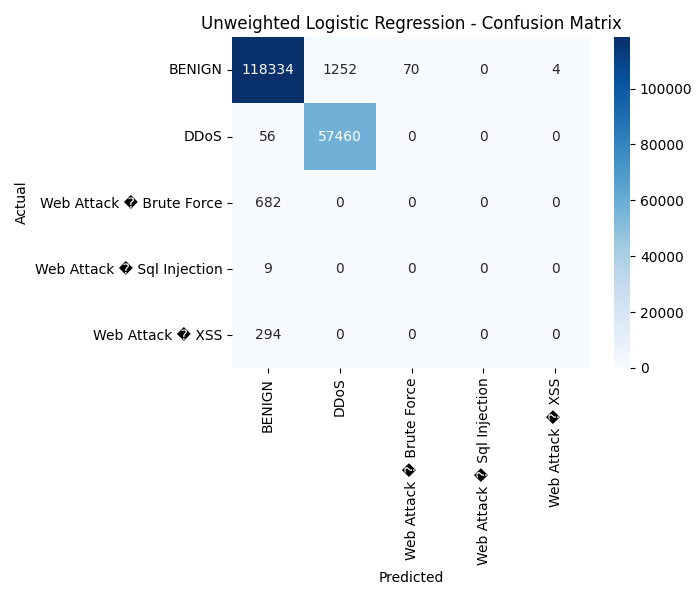 Unweighted Logistic Regression - Confusion Matrix
BENIGN 118334 1252 70 0 4
DDoS 56 57460 0 0 0
Web Attack � Brute Force 682 0 0 0 0
Web Attack � Sql Injection 9 0 0 0 0
Web Attack � XSS 294 0 0 0 0
Actual
BENIGN
DDoS
Web Attack � Brute Force
Web Attack � Sql Injection
Web Attack � XSS
Predicted
100000
80000
60000
40000
20000
0